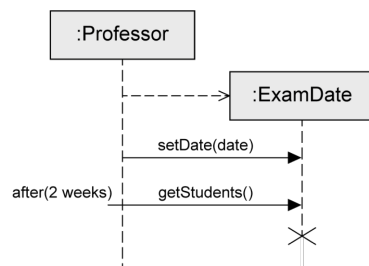 :Professor
:ExamDate
setDate(date)
after(2 weeks) getStudents()